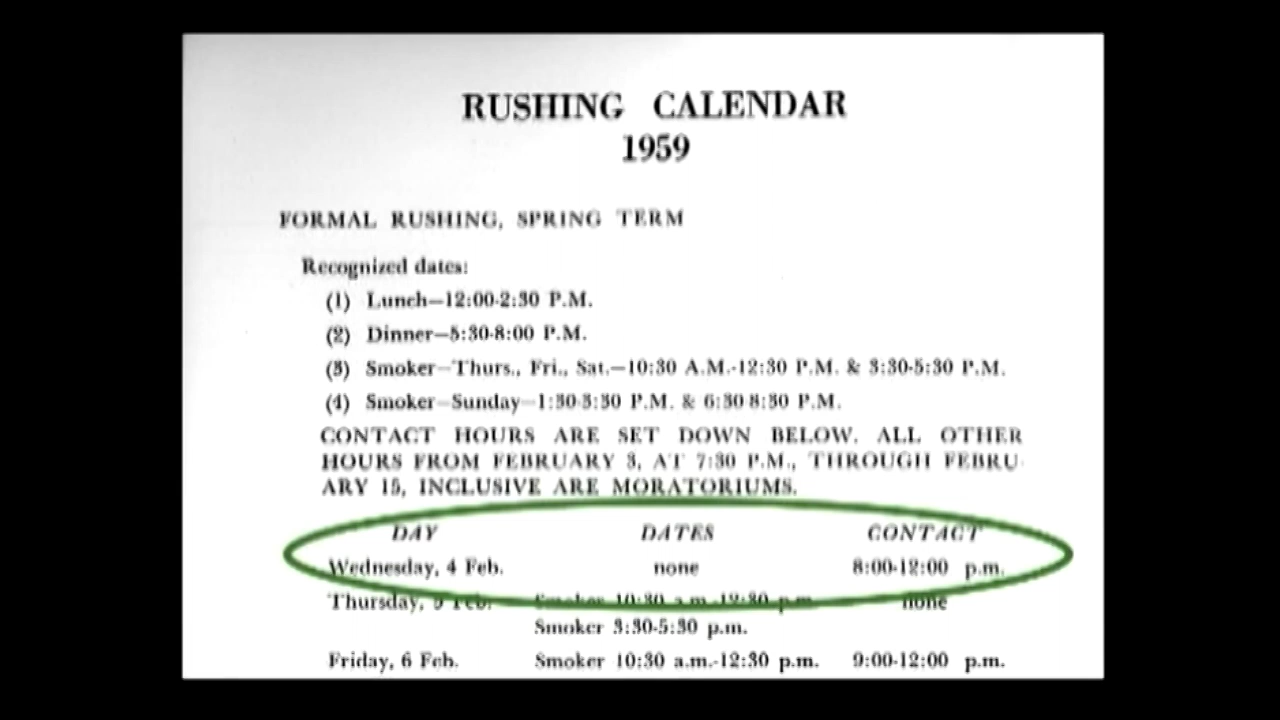 RUSHING CALENDAR
1959
FORMAL RUSHING, SPRING TERM
Recognized dates:
(1) Lunch—12:00-2:30 P.M.
(2) Dinner—5:30-8:00 P.M.
(3) Smoker—Thurs., Fri., Sat.—10:30 A.M.-12:30 P.M. & 3:30-5:30 P.M.
(4) Smoker—Sunday—1:30-3:30 P.M. & 6:30-8:30 P.M.
CONTACT HOURS ARE SET DOWN BELOW. ALL OTHER
HOURS FROM FEBRUARY 3, AT 7:30 P.M., THROUGH FEBRU-
ARY 15, INCLUSIVE ARE MORATORIUMS.
DAY DATES CONTACT
Wednesday, 4 Feb. none 8:00-12:00 p.m.
Thursday, 5 Feb. Smoker 10:30 a.m.-12:30 p.m. none
Smoker 3:30-5:30 p.m.
Friday, 6 Feb. Smoker 10:30 a.m.-12:30 p.m. 9:00-12:00 p.m.